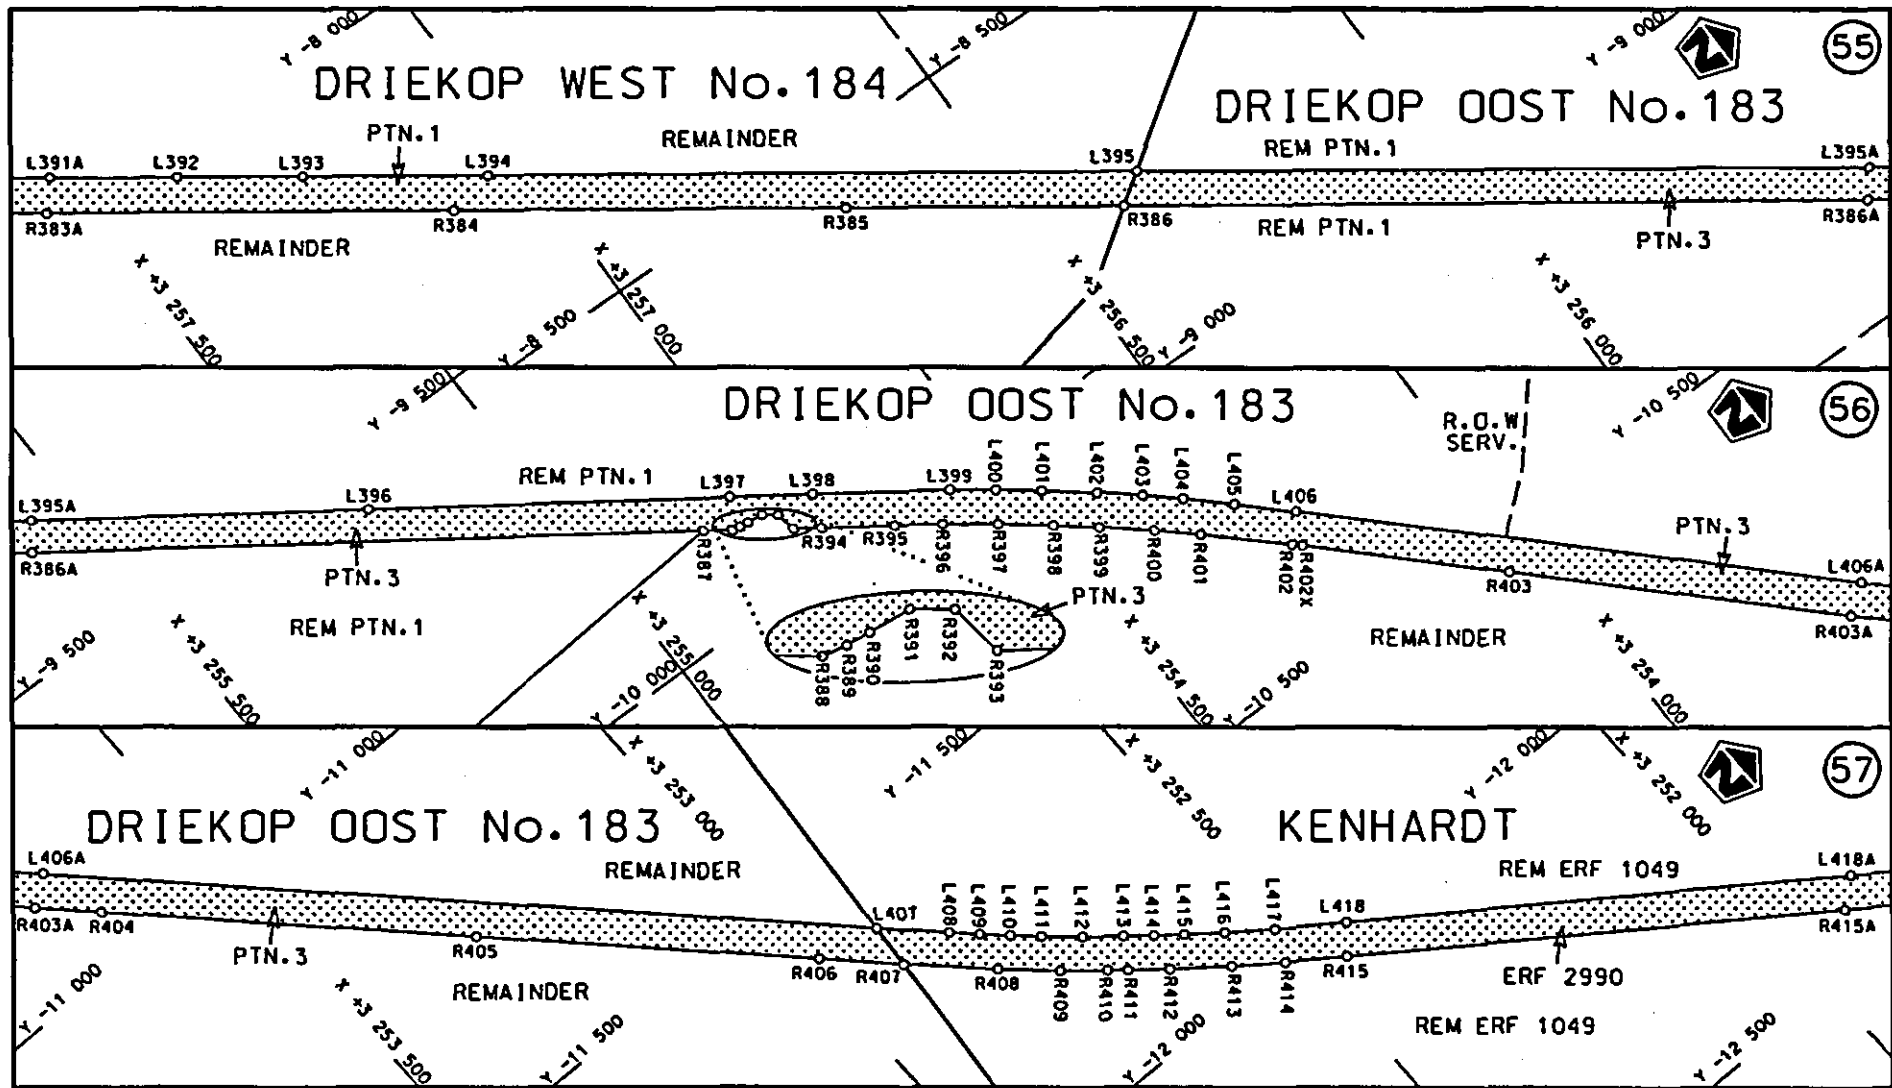 Y -8 000
Y -8 500
Y -9 000
55
DRIEKOP WEST No.184
DRIEKOP OOST No.183
PTN.1
REMAINDER
REM PTN.1
L391A
L392
L393
L394
L395
L395A
R383A
R384
R385
R386
R386A
REMAINDER
REM PTN.1
PTN.3
X +3 257 500
X +3 257 000
Y -8 500
X +3 256 500
Y -9 000
X +3 256 000
Y -9 500
DRIEKOP OOST No.183
R.O.W
SERV.
Y -10 500
56
REM PTN.1
L395A
L396
L397
L398
L399
L400
L401
L402
L403
L404
L405
L406
PTN.3
L406A
R386A
PTN.3
R387
R394
R395
R396
R397
R398
R399
R400
R401
R402
R402X
R403
R403A
PTN.3
R388
R389
R390
R391
R392
R393
REM PTN.1
REMAINDER
Y -9 500
X +3 255 500
Y -10 000
X +3 255 000
X +3 254 500
Y -10 500
X +3 254 000
Y -11 000
X +3 253 000
Y -11 500
X +3 252 500
Y -12 000
X +3 252 000
57
DRIEKOP OOST No.183
KENHARDT
REMAINDER
REM ERF 1049
L406A
L407
L408
L409
L410
L411
L412
L413
L414
L415
L416
L417
L418
L418A
R403A
R404
R405
R406
R407
R408
R409
R410
R411
R412
R413
R414
R415
R415A
PTN.3
ERF 2990
REMAINDER
REM ERF 1049
Y -11 000
X +3 253 500
Y -11 500
Y -12 000
Y -12 500